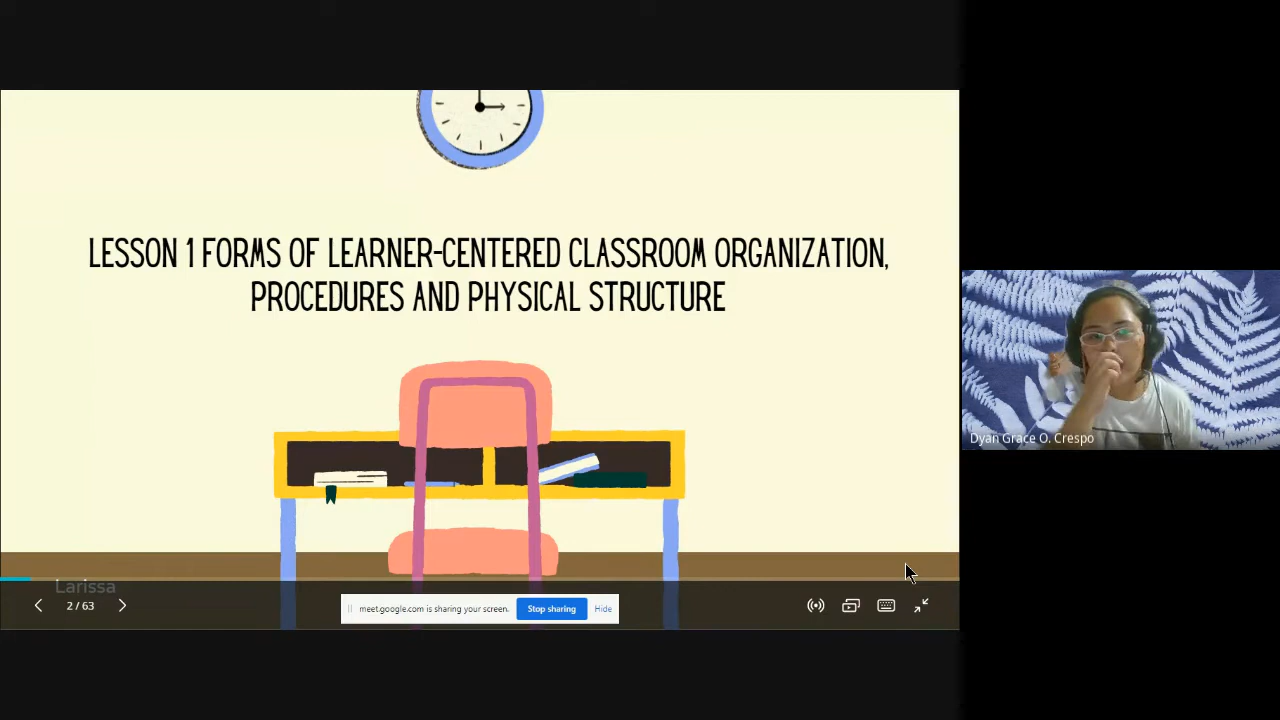 LESSON 1 FORMS OF LEARNER-CENTERED CLASSROOM ORGANIZATION,
PROCEDURES AND PHYSICAL STRUCTURE
Dyan Grace O. Crespo
Larissa
2 / 63
meet.google.com is sharing your screen.
Stop sharing
Hide